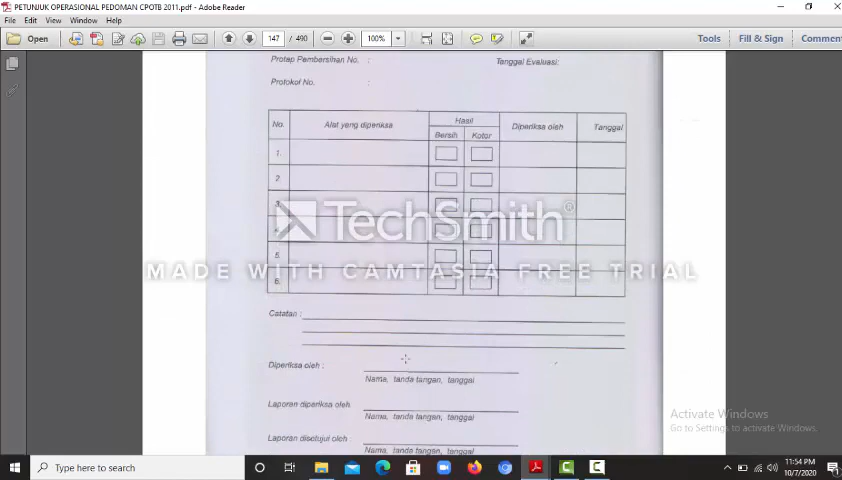 PETUNJUK OPERASIONAL PEDOMAN CPOTB 2011.pdf - Adobe Reader
File Edit View Window Help
Open 147 / 490 100% Tools Fill & Sign Comment
Protap Pembersihan No. : Tanggal Evaluasi:
Protokol No. :
No. Alat yang diperiksa Hasil Diperiksa oleh Tanggal
Bersih Kotor
1.
2.
3.
4.
5.
6.
TechSmith®
MADE WITH CAMTASIA FREE TRIAL
Catatan :
Diperiksa oleh :
Nama, tanda tangan, tanggal
Laporan diperiksa oleh
Nama, tanda tangan, tanggal
Laporan disetujui oleh :
Nama, tanda tangan, tanggal
Activate Windows
Go to Settings to activate Windows.
Type here to search
11:54 PM
10/7/2020